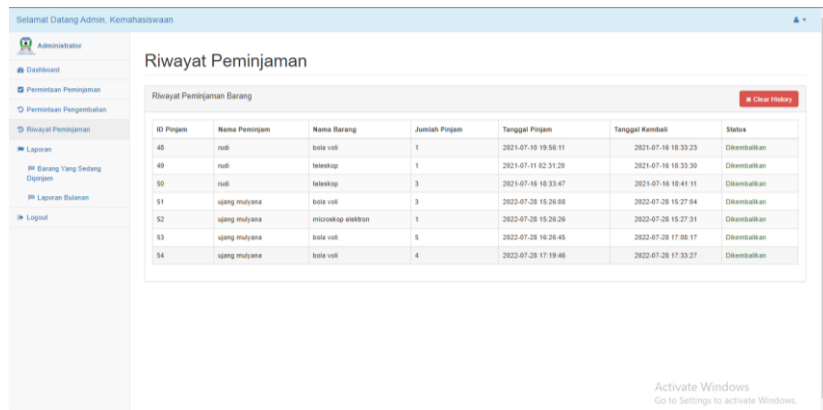 Selamat Datang Admin, Kemahasiswaan
Administrator
Dashboard
Permintaan Peminjaman
Permintaan Pengembalian
Riwayat Peminjaman
Laporan
Barang Yang Sedang
Dipinjam
Laporan Bulanan
Logout
Riwayat Peminjaman
Riwayat Peminjaman Barang
Clear History
ID Pinjam Nama Peminjam Nama Barang Jumlah Pinjam Tanggal Pinjam Tanggal Kembali Status
48 rudi bola voli 1 2021-07-10 19:56:11 2021-07-16 18:33:23 Dikembalikan
49 rudi teleskop 1 2021-07-11 02:31:20 2021-07-16 18:33:30 Dikembalikan
50 rudi teleskop 3 2021-07-16 18:33:47 2021-07-16 18:41:11 Dikembalikan
51 ujang mulyana bola voli 3 2022-07-28 15:26:08 2022-07-28 15:27:04 Dikembalikan
52 ujang mulyana microskop elektron 1 2022-07-28 15:26:26 2022-07-28 15:27:31 Dikembalikan
53 ujang mulyana bola voli 5 2022-07-28 16:26:45 2022-07-28 17:08:17 Dikembalikan
54 ujang mulyana bola voli 4 2022-07-28 17:19:46 2022-07-28 17:33:27 Dikembalikan
Activate Windows
Go to Settings to activate Windows.